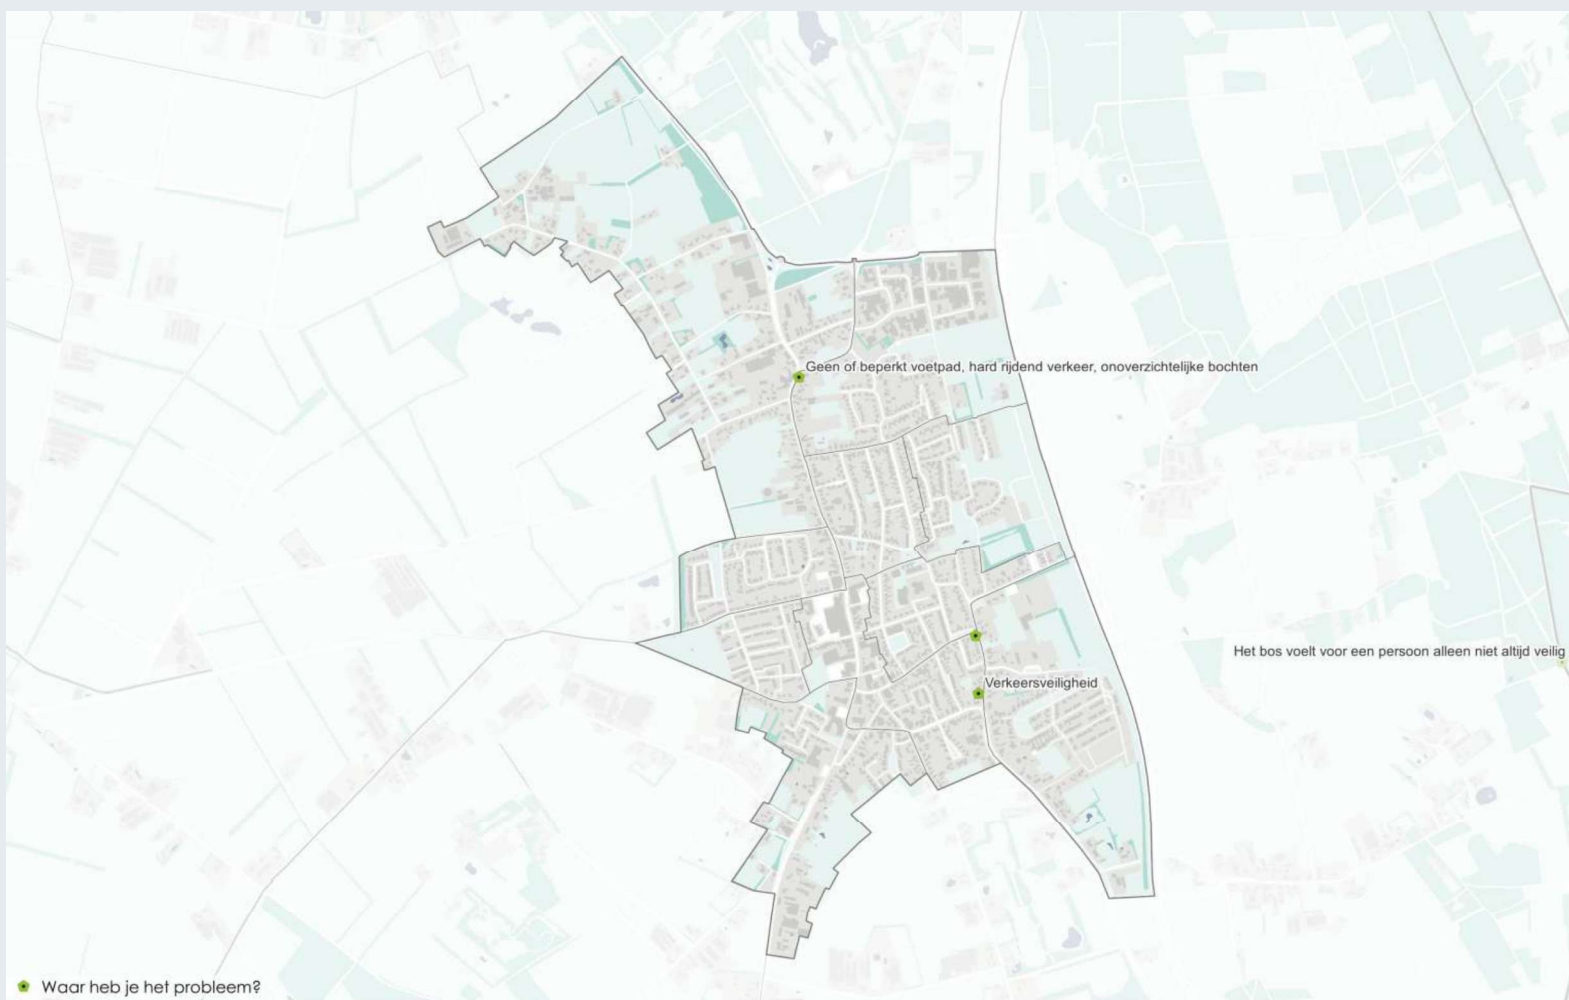 Geen of beperkt voetpad, hard rijdend verkeer, onoverzichtelijke bochten
Het bos voelt voor een persoon alleen niet altijd veilig
Verkeersveiligheid
Waar heb je het probleem?